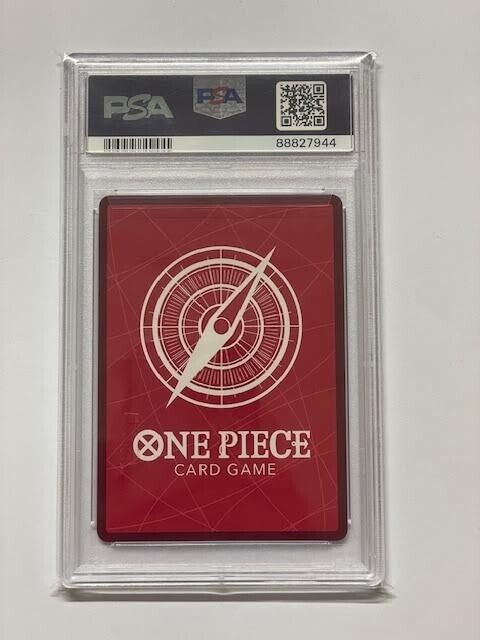 PSA PSA
88827944
ONE PIECE
CARD GAME